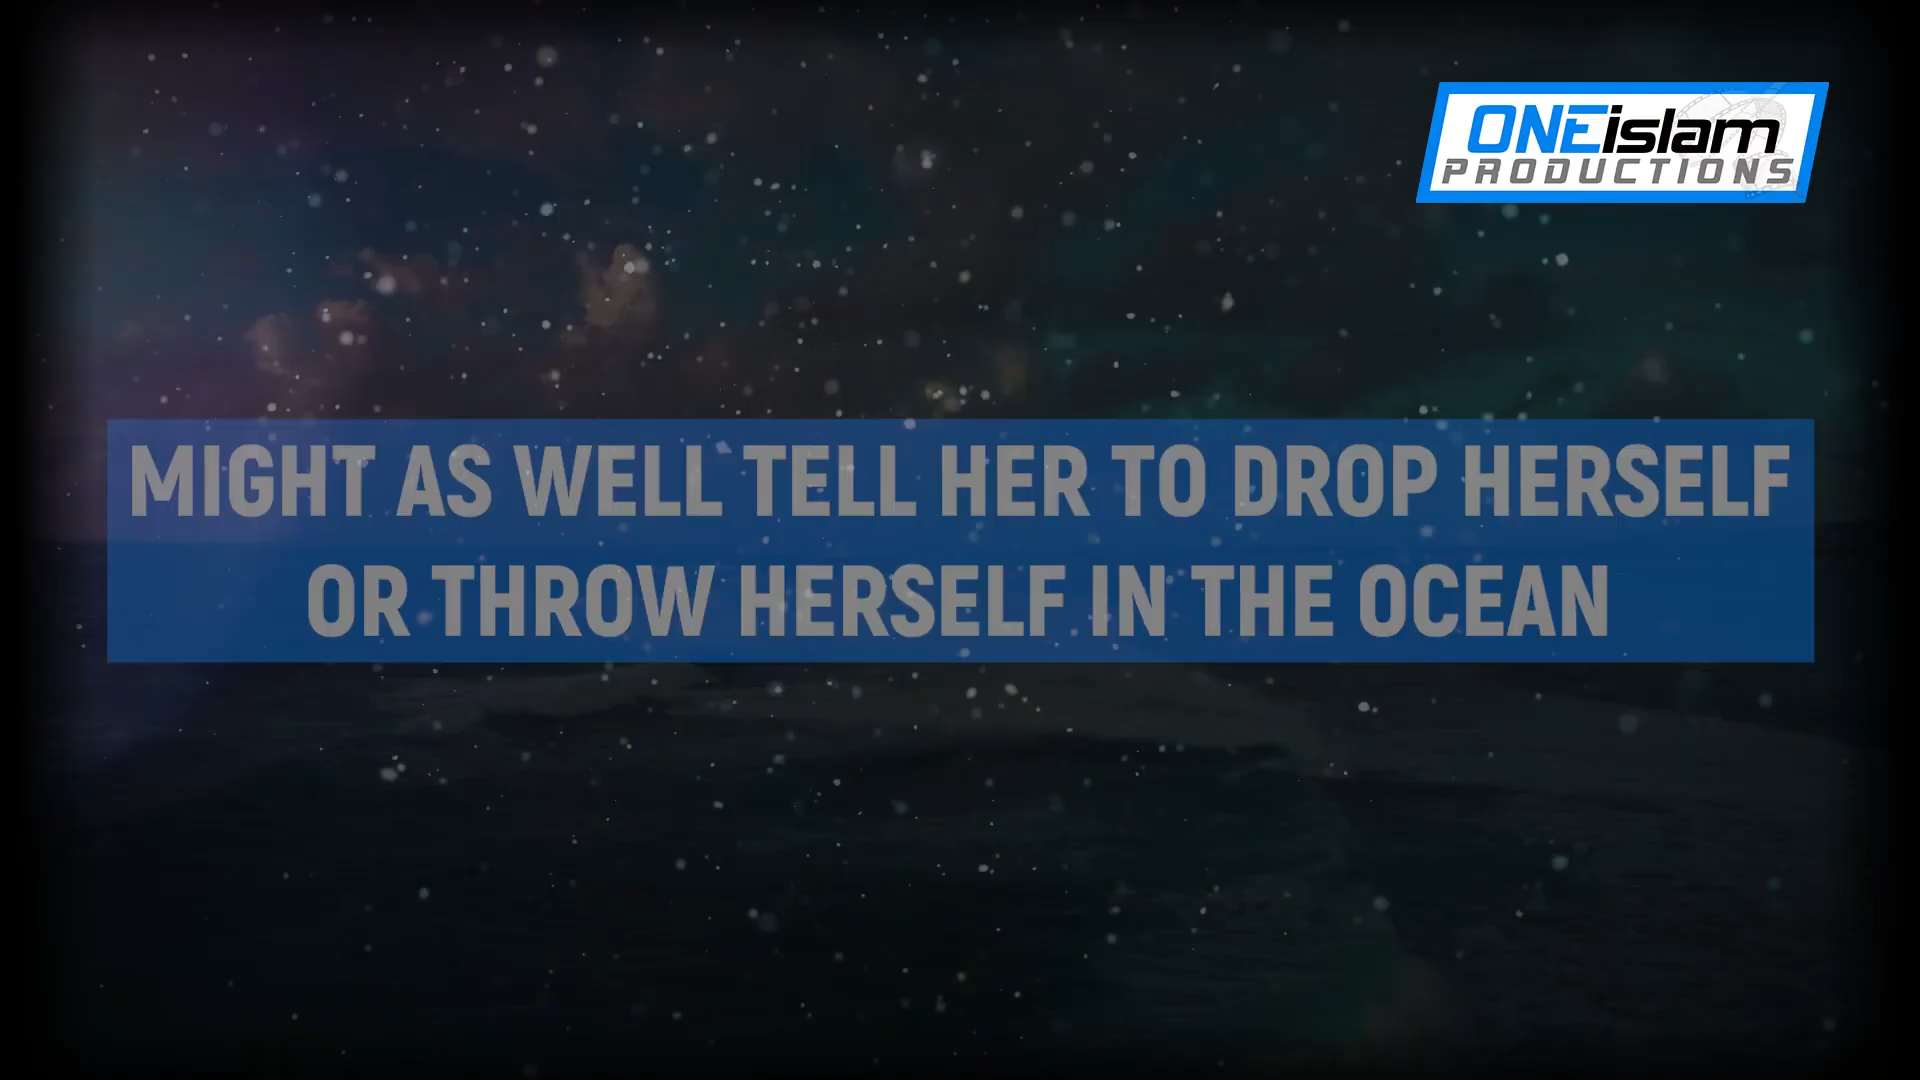 ONEislam
PRODUCTIONS
MIGHT AS WELL TELL HER TO DROP HERSELF
OR THROW HERSELF IN THE OCEAN